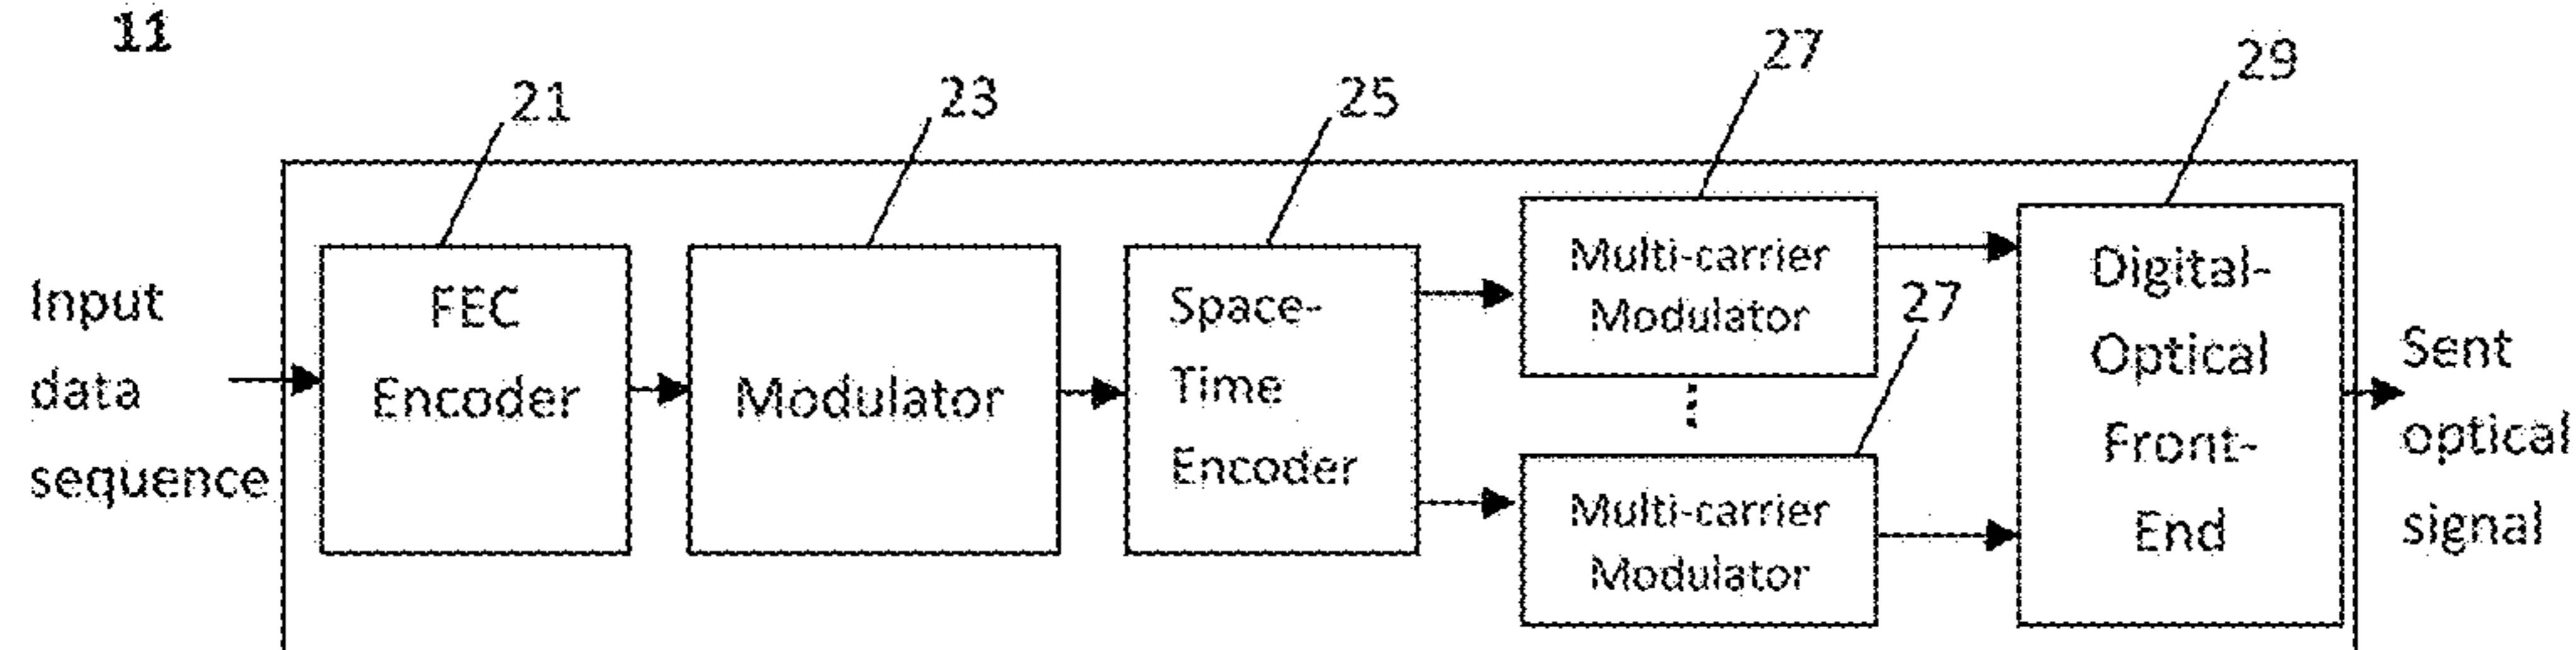 11
21
23
25
27
29
Input
data
sequence
FEC
Encoder
Modulator
Space-
Time
Encoder
Multi-carrier
Modulator
27
Multi-carrier
Modulator
Digital-
Optical
Front-
End
Sent
optical
signal